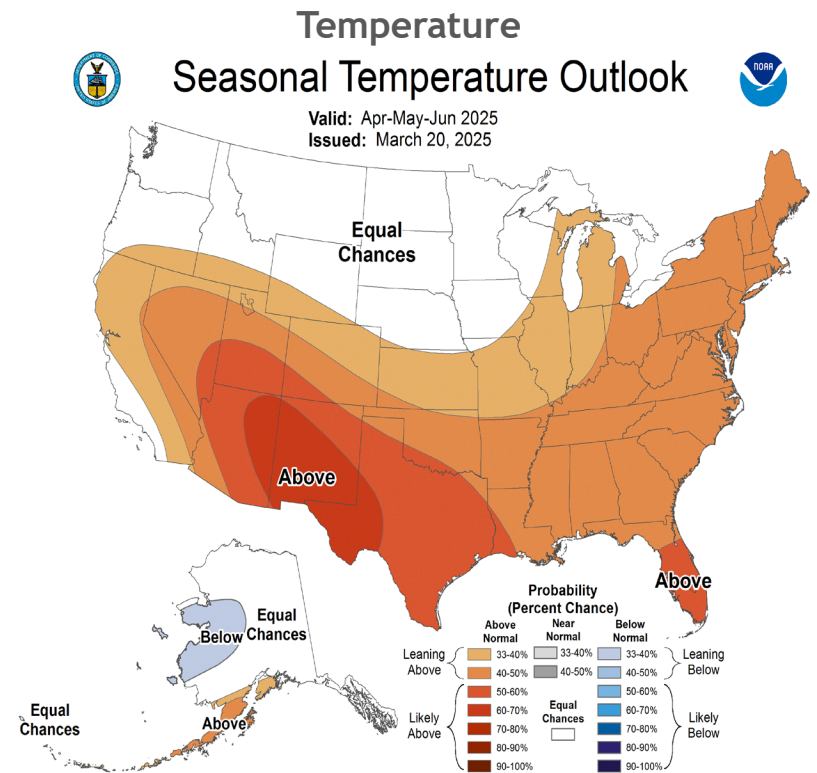 Temperature
Seasonal Temperature Outlook
NOAA
Valid: Apr-May-Jun 2025
Issued: March 20, 2025
Equal
Chances
Above
Above
Below
Equal
Chances
Above
Equal
Chances
Probability
(Percent Chance)
Above
Normal
Near
Normal
Below
Normal
Leaning
Above
33-40%
33-40%
33-40%
Leaning
Below
40-50%
40-50%
40-50%
Likely
Above
50-60%
50-60%
Likely
Below
60-70%
60-70%
70-80%
70-80%
80-90%
80-90%
90-100%
90-100%
Equal
Chances